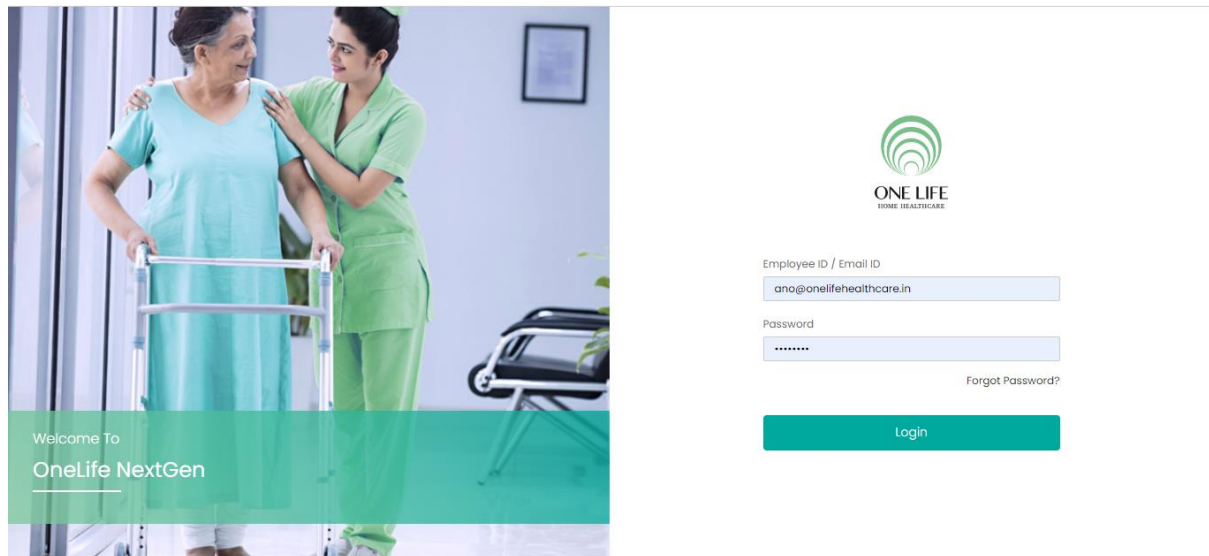 Welcome To
OneLife NextGen
ONE LIFE
HOME HEALTHCARE
Employee ID / Email ID
ano@onelifehealthcare.in
Password
••••••••
Forgot Password?
Login